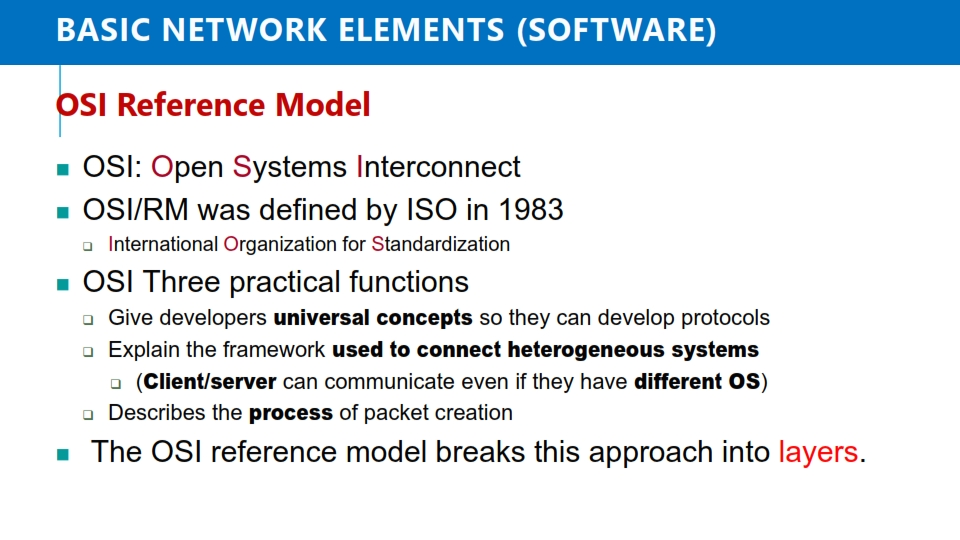 BASIC NETWORK ELEMENTS (SOFTWARE)
OSI Reference Model
OSI: Open Systems Interconnect
OSI/RM was defined by ISO in 1983
International Organization for Standardization
OSI Three practical functions
Give developers universal concepts so they can develop protocols
Explain the framework used to connect heterogeneous systems
(Client/server can communicate even if they have different OS)
Describes the process of packet creation
The OSI reference model breaks this approach into layers.